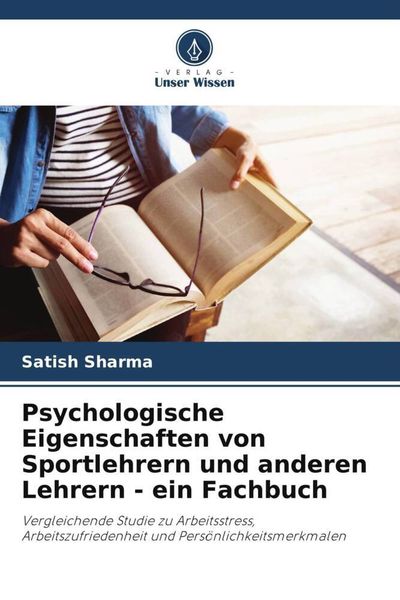 - VERLAG -
Unser Wissen
Satish Sharma
Psychologische
Eigenschaften von
Sportlehrern und anderen
Lehrern - ein Fachbuch
Vergleichende Studie zu Arbeitsstress,
Arbeitszufriedenheit und Persönlichkeitsmerkmalen